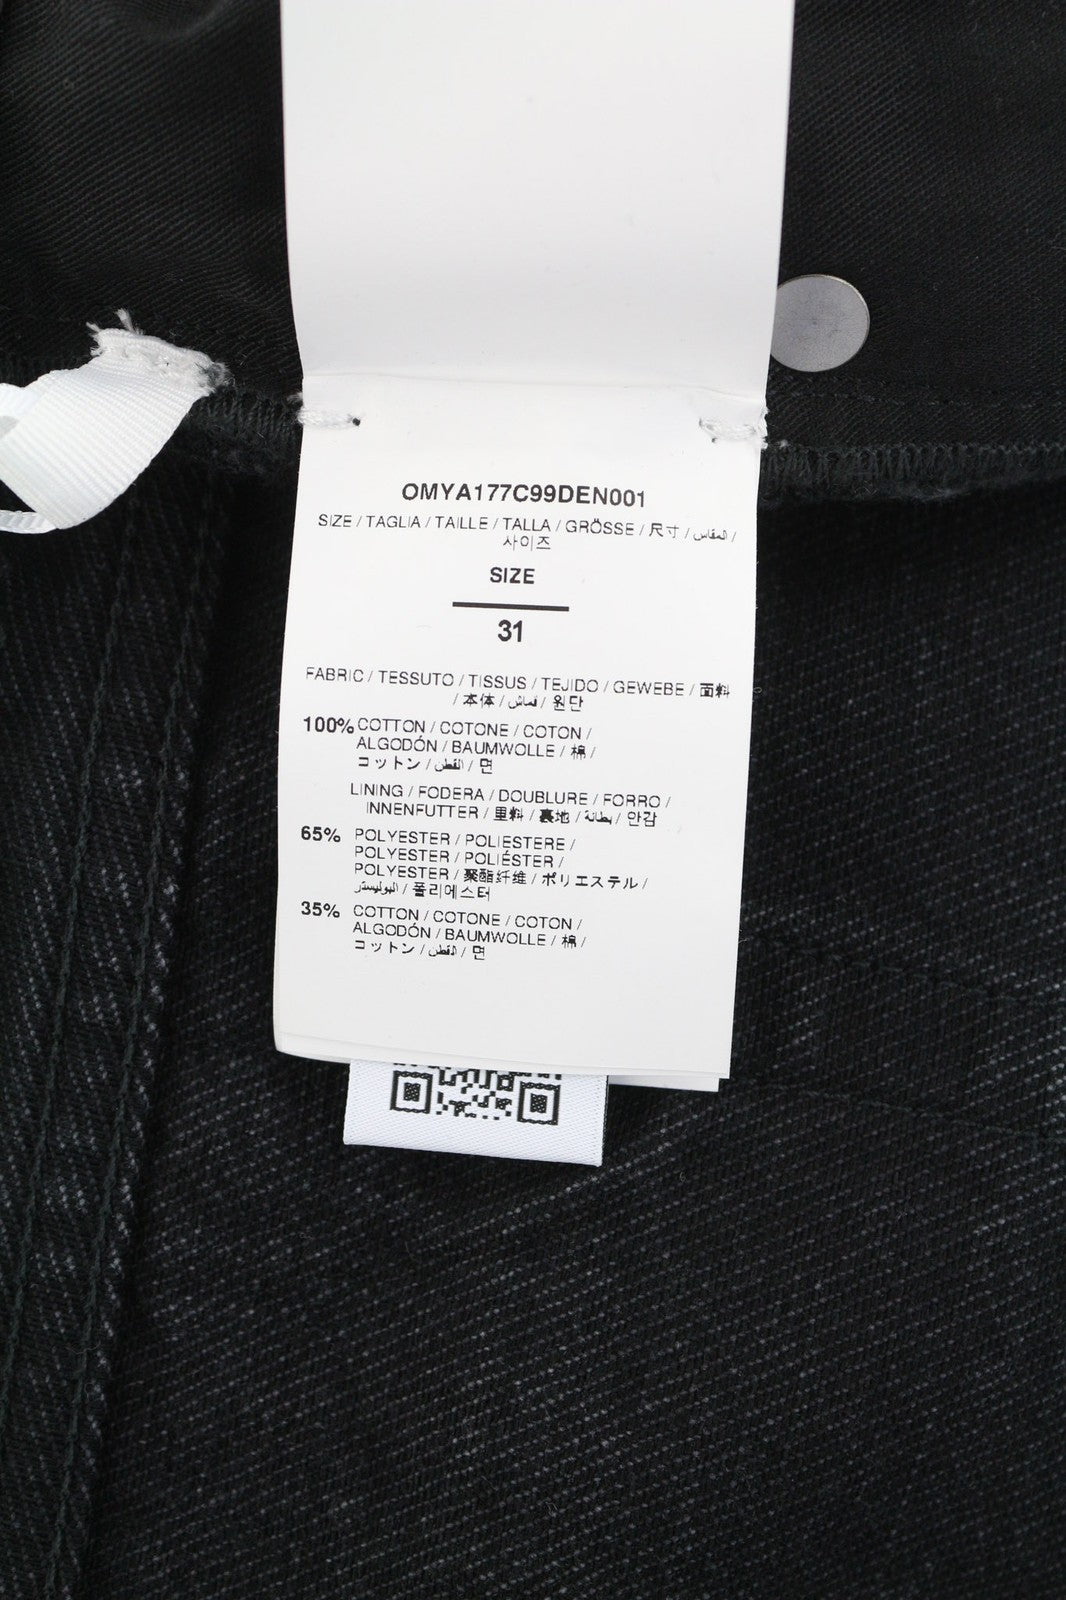 OMYA177C99DEN001
SIZE / TAGLIA / TAILLE / TALLA / GRÖSSE / 尺寸 / المقاس /
사이즈
SIZE
31
FABRIC / TESSUTO / TISSUS / TEJIDO / GEWEBE / 面料
/ 本体 / قماش / 원단
100% COTTON / COTONE / COTON /
ALGODÓN / BAUMWOLLE / 棉 /
コットン / القطن / 면
LINING / FODERA / DOUBLURE / FORRO /
INNENFUTTER / 里料 / 裏地 / بطانة / 안감
65% POLYESTER / POLIESTERE /
POLYESTER / POLIÉSTER /
POLYESTER / 聚酯纤维 / ポリエステル /
البوليستر / 폴리에스터
35% COTTON / COTONE / COTON /
ALGODÓN / BAUMWOLLE / 棉 /
コットン / القطن / 면